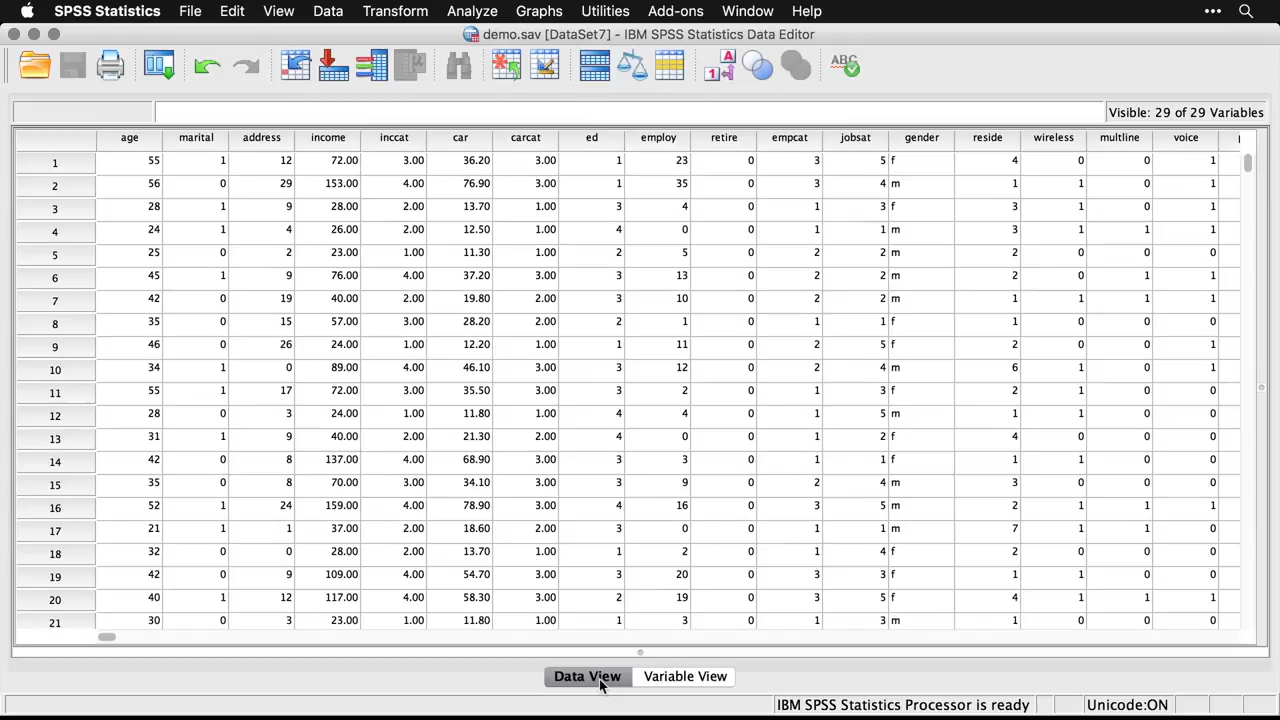 SPSS Statistics File Edit View Data Transform Analyze Graphs Utilities Add-ons Window Help
demo.sav [DataSet7] - IBM SPSS Statistics Data Editor
A 1 ABC
Visible: 29 of 29 Variables
age marital address income inccat car carcat ed employ retire empcat jobsat gender reside wireless multline voice
1 55 1 12 72.00 3.00 36.20 3.00 1 23 0 3 5 f 4 0 0 1
2 56 0 29 153.00 4.00 76.90 3.00 1 35 0 3 4 m 1 1 0 1
3 28 1 9 28.00 2.00 13.70 1.00 3 4 0 1 3 f 3 1 0 1
4 24 1 4 26.00 2.00 12.50 1.00 4 0 0 1 1 m 3 1 1 1
5 25 0 2 23.00 1.00 11.30 1.00 2 5 0 2 2 m 2 0 0 0
6 45 1 9 76.00 4.00 37.20 3.00 3 13 0 2 2 m 2 0 1 1
7 42 0 19 40.00 2.00 19.80 2.00 3 10 0 2 2 m 1 1 1 1
8 35 0 15 57.00 3.00 28.20 2.00 2 1 0 1 1 f 1 0 0 0
9 46 0 26 24.00 1.00 12.20 1.00 1 11 0 2 5 f 2 0 0 1
10 34 1 0 89.00 4.00 46.10 3.00 3 12 0 2 4 m 6 1 0 1
11 55 1 17 72.00 3.00 35.50 3.00 3 2 0 1 3 f 2 1 0 0
12 28 0 3 24.00 1.00 11.80 1.00 4 4 0 1 5 m 1 1 0 0
13 31 1 9 40.00 2.00 21.30 2.00 4 0 0 1 2 f 4 0 0 0
14 42 0 8 137.00 4.00 68.90 3.00 3 3 0 1 1 f 1 1 0 0
15 35 0 8 70.00 3.00 34.10 3.00 3 9 0 2 4 m 3 0 0 0
16 52 1 24 159.00 4.00 78.90 3.00 4 16 0 3 5 m 2 1 1 1
17 21 1 1 37.00 2.00 18.60 2.00 3 0 0 1 1 m 7 1 1 0
18 32 0 0 28.00 2.00 13.70 1.00 1 2 0 1 4 f 2 0 0 0
19 42 0 9 109.00 4.00 54.70 3.00 3 20 0 3 3 f 1 1 0 0
20 40 1 12 117.00 4.00 58.30 3.00 2 19 0 3 5 f 4 1 1 1
21 30 0 3 23.00 1.00 11.80 1.00 1 3 0 1 3 m 1 0 0 0
Data View Variable View
IBM SPSS Statistics Processor is ready Unicode:ON